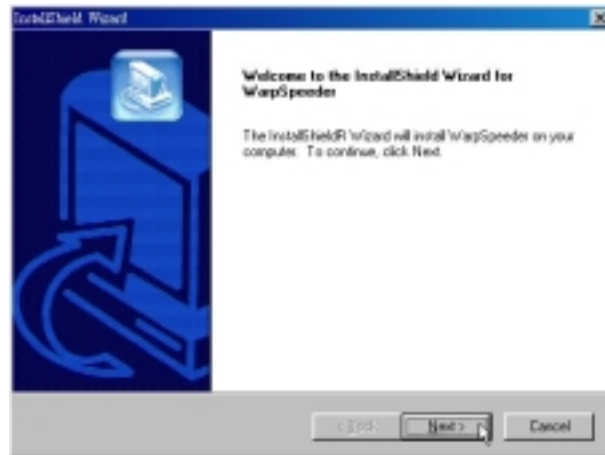 InstallShield Wizard
Welcome to the InstallShield Wizard for
WarpSpeeder
The InstallShieldR Wizard will install WarpSpeeder on your
computer. To continue, click Next.
< Back
Next >
Cancel